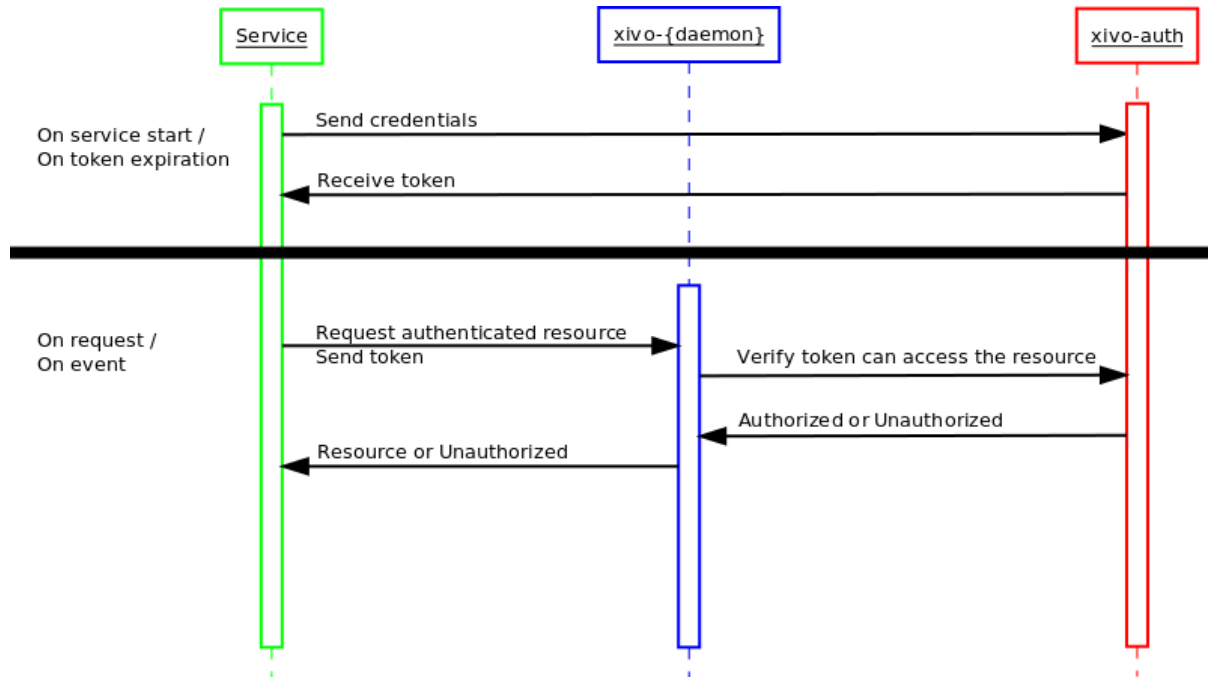 Service
xivo-{daemon}
xivo-auth
On service start /
On token expiration
Send credentials
Receive token
On request /
On event
Request authenticated resource
Send token
Verify token can access the resource
Authorized or Unauthorized
Resource or Unauthorized